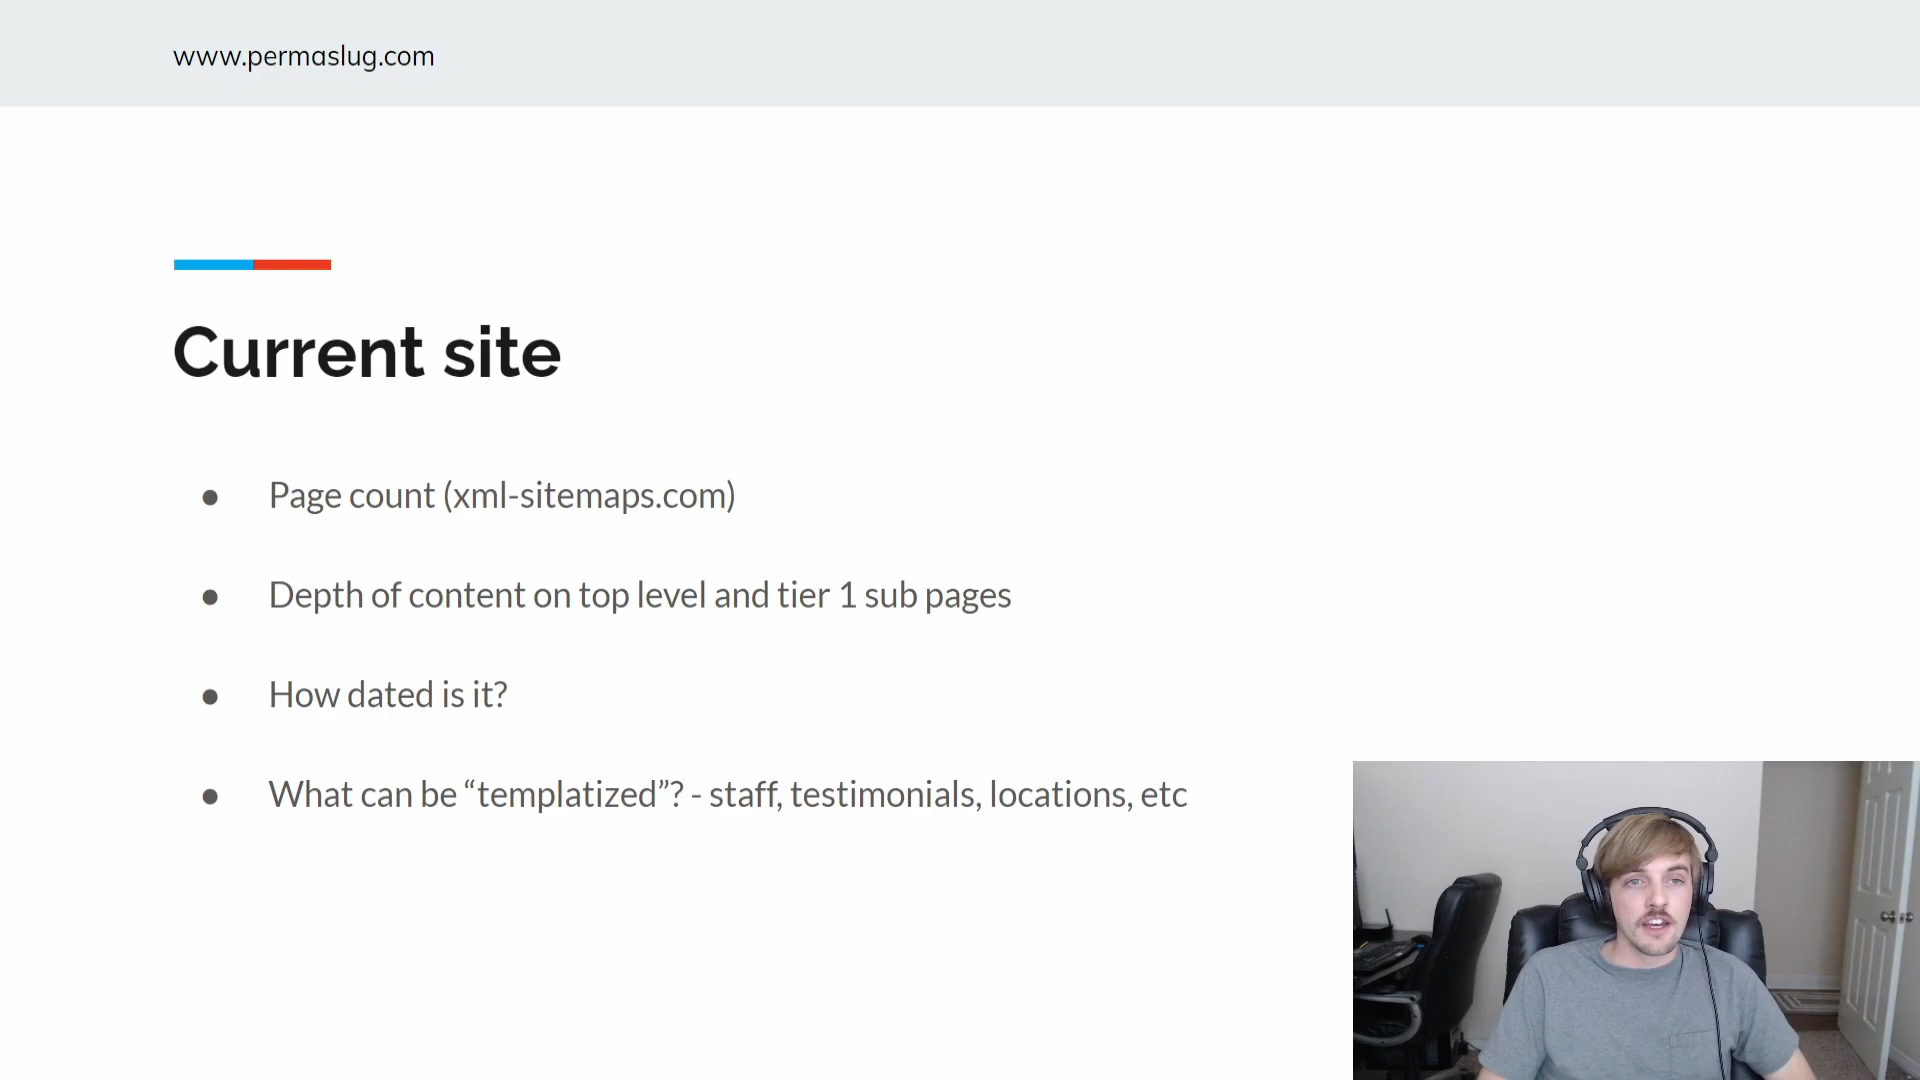 www.permaslug.com
Current site
● Page count (xml-sitemaps.com)
● Depth of content on top level and tier 1 sub pages
● How dated is it?
● What can be “templatized”? - staff, testimonials, locations, etc